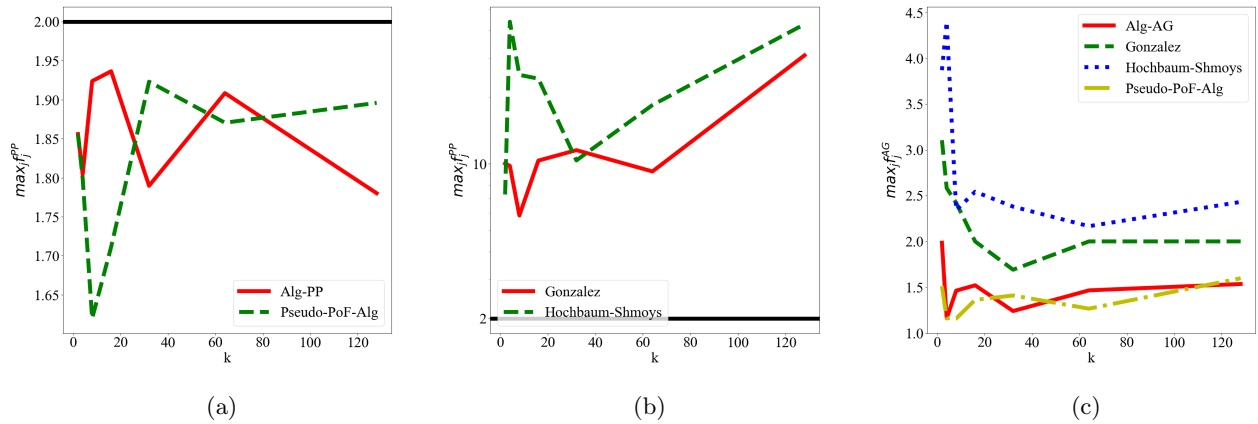 2.00
1.95
1.90
1.85
1.80
1.75
1.70
1.65
max_j f_j^{PP}
Alg-PP
Pseudo-PoF-Alg
0 20 40 60 80 100 120
k
(a)
10
2
max_j f_j^{PP}
Gonzalez
Hochbaum-Shmoys
0 20 40 60 80 100 120
k
(b)
4.5
4.0
3.5
3.0
2.5
2.0
1.5
1.0
max_j f_j^{AG}
Alg-AG
Gonzalez
Hochbaum-Shmoys
Pseudo-PoF-Alg
0 20 40 60 80 100 120
k
(c)